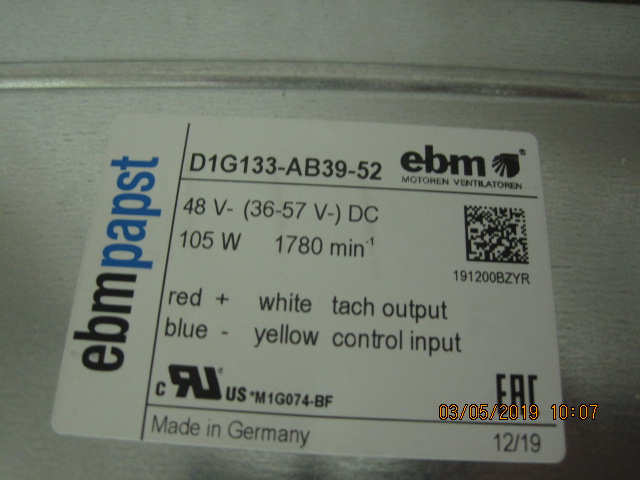 ebmpapst
D1G133-AB39-52
ebm
MOTOREN VENTILATOREN
48 V- (36-57 V-) DC
105 W 1780 min⁻¹
191200BZYR
red + white tach output
blue - yellow control input
c RU US *M1G074-BF
EAC
03/05/2019 10:07
Made in Germany
12/19